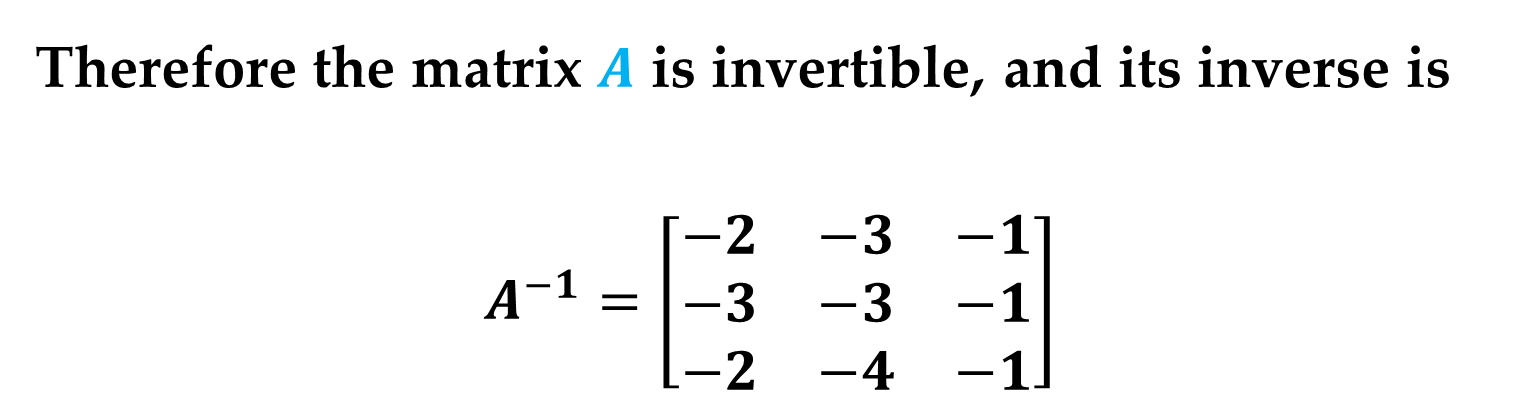 Therefore the matrix A is invertible, and its inverse is
−2 −3 −1
A⁻¹ = −3 −3 −1
−2 −4 −1